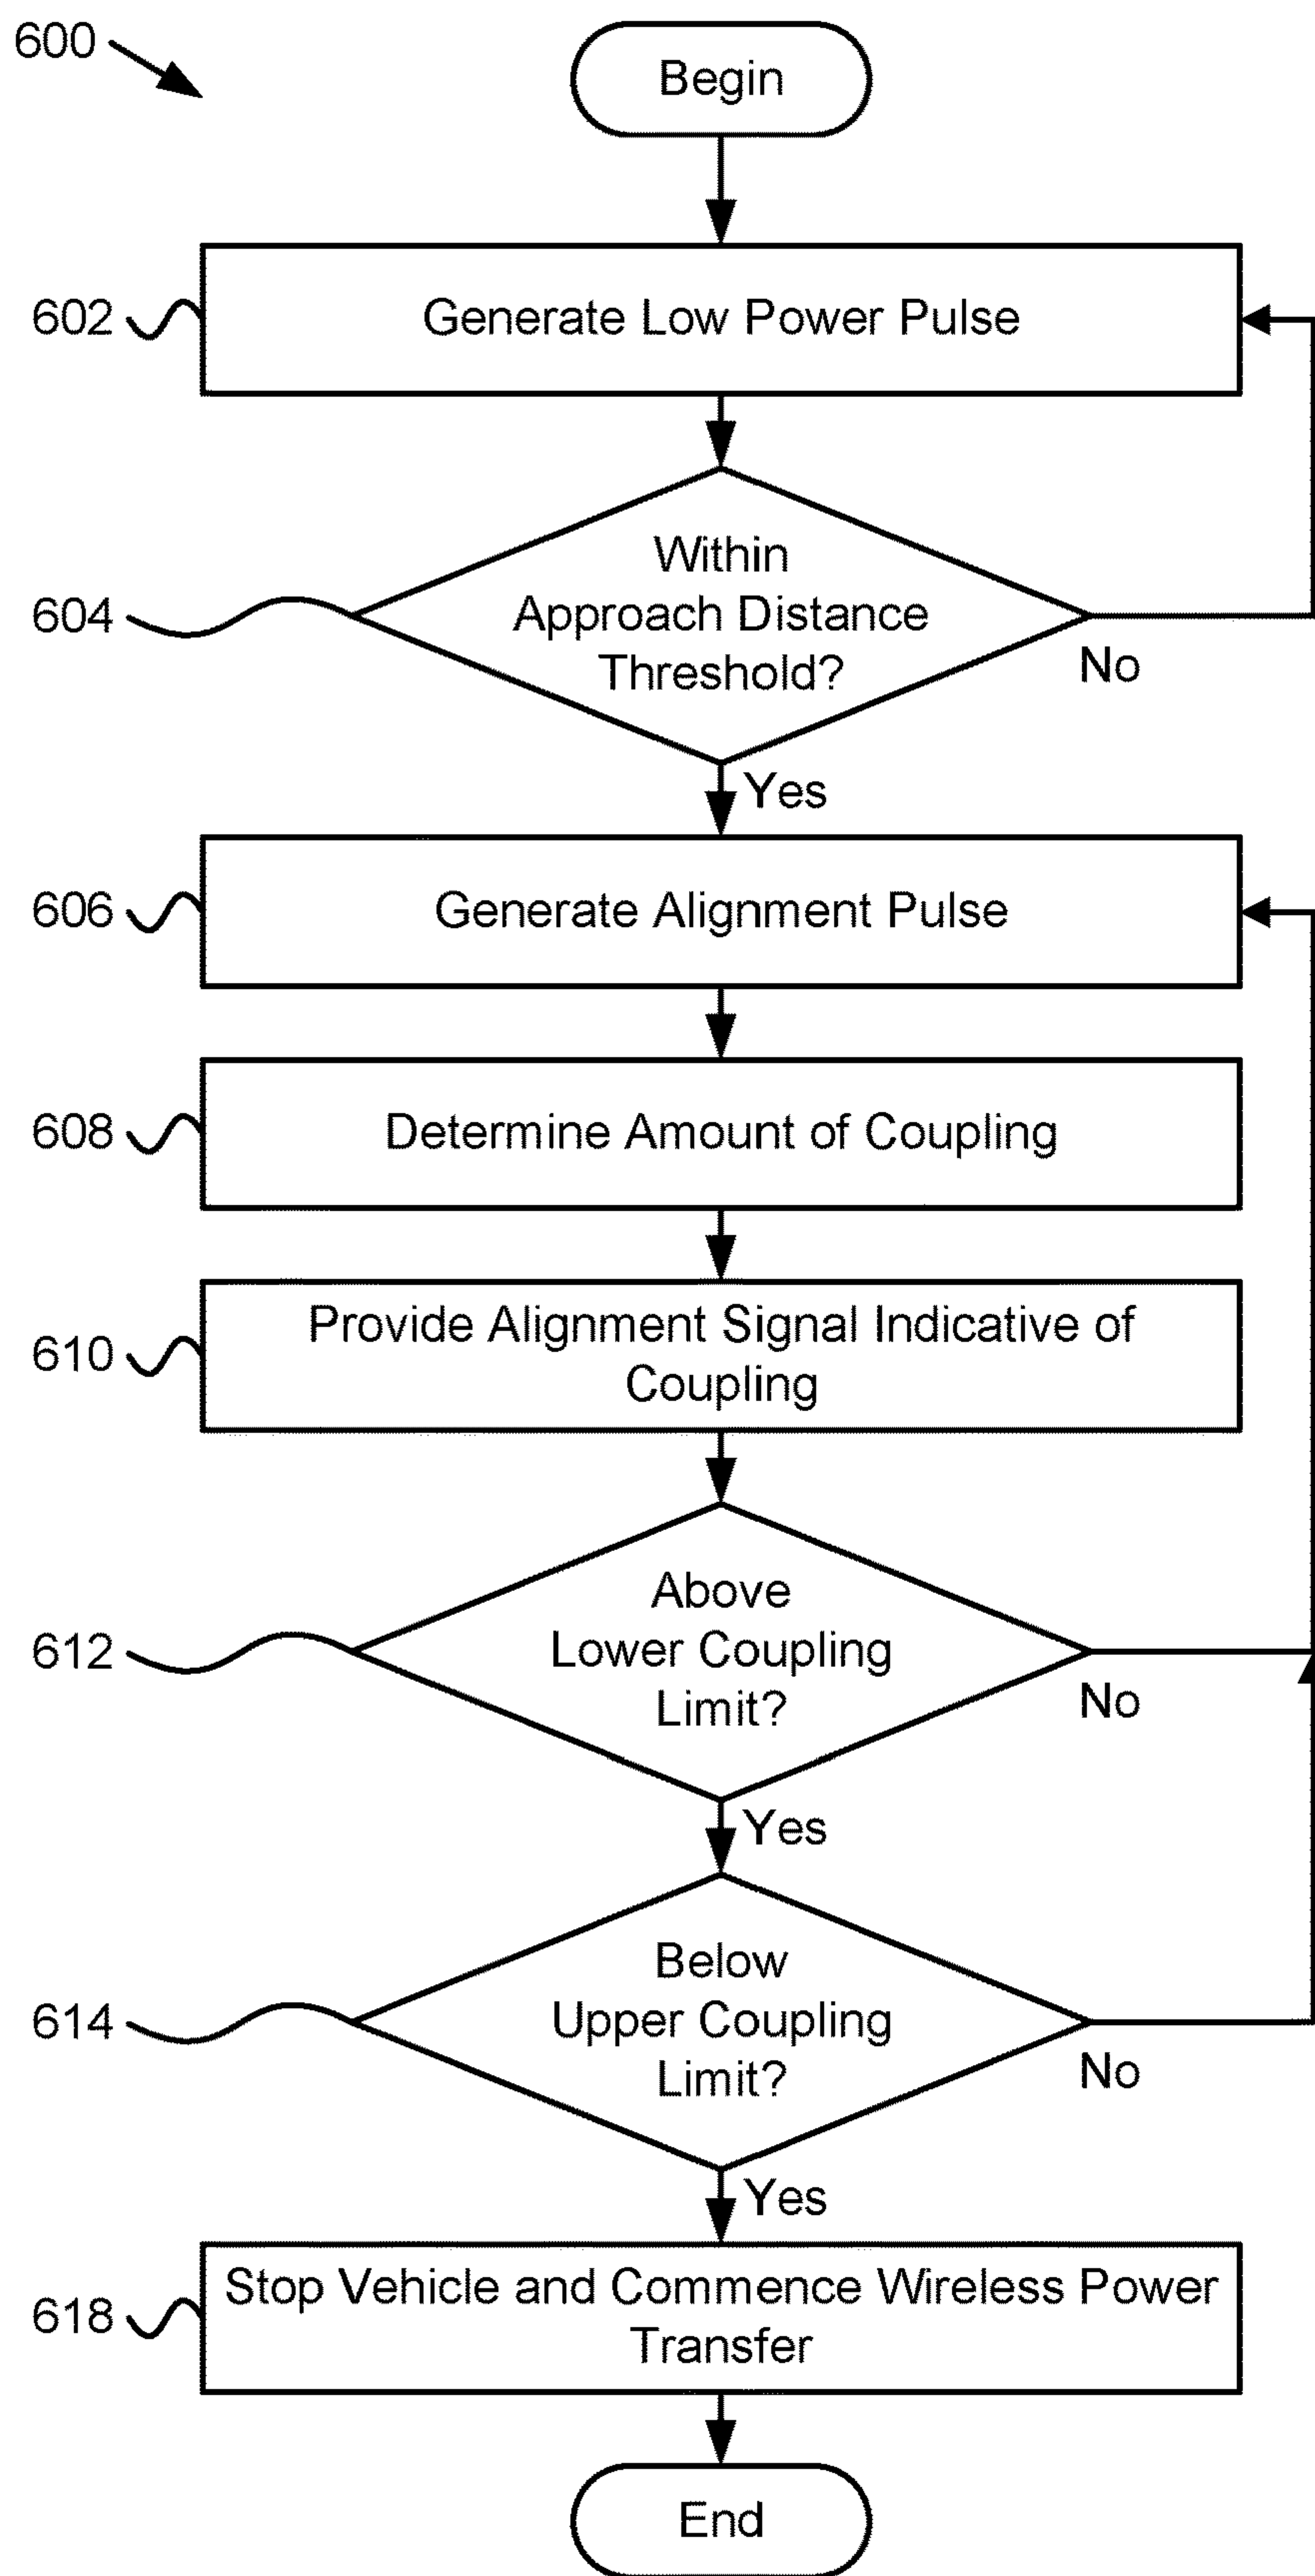 600
Begin
602
Generate Low Power Pulse
604
Within
Approach Distance
Threshold?
No
Yes
606
Generate Alignment Pulse
608
Determine Amount of Coupling
610
Provide Alignment Signal Indicative of
Coupling
612
Above
Lower Coupling
Limit?
No
Yes
614
Below
Upper Coupling
Limit?
No
Yes
618
Stop Vehicle and Commence Wireless Power
Transfer
End